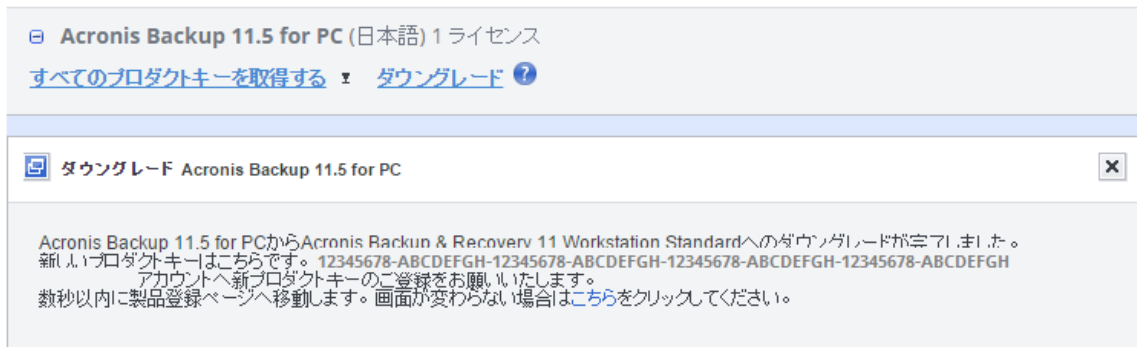 Acronis Backup 11.5 for PC (日本語) 1 ライセンス
すべてのプロダクトキーを取得する ダウングレード ?
ダウングレード Acronis Backup 11.5 for PC
Acronis Backup 11.5 for PCからAcronis Backup & Recovery 11 Workstation Standardへのダウングレードが完了しました。
新しいプロダクトキーはこちらです。12345678-ABCDEFGH-12345678-ABCDEFGH-12345678-ABCDEFGH-12345678-ABCDEFGH
アカウントへ新プロダクトキーのご登録をお願いいたします。
数秒以内に製品登録ページへ移動します。画面が変わらない場合はこちらをクリックしてください。